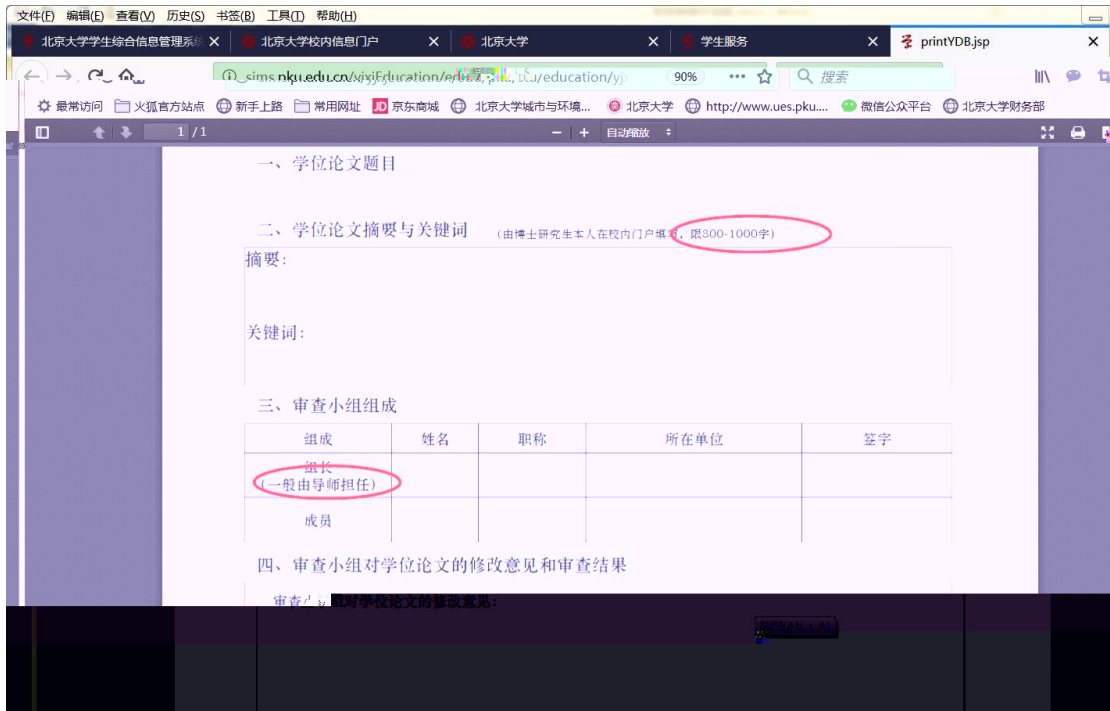 文件(F) 编辑(E) 查看(V) 历史(S) 书签(B) 工具(T) 帮助(H)
北京大学学生综合信息管理系统 × 北京大学校内信息门户 × 北京大学 × 学生服务 × printYDB.jsp ×
90% 搜索
最常访问 火狐官方站点 新手上路 常用网址 JD 京东商城 北京大学城市与环境... 北京大学 http://www.ues.pku.... 微信公众平台 北京大学财务部
1 / 1 − + 自动缩放
一、学位论文题目
二、学位论文摘要与关键词 (由博士研究生本人在校内门户填写，限800-1000字)
摘要:
关键词:
三、审查小组组成
组成 姓名 职称 所在单位 签字
组长
(一般由导师担任)
成员
四、审查小组对学位论文的修改意见和审查结果
审查小组对学位论文的修改意见: